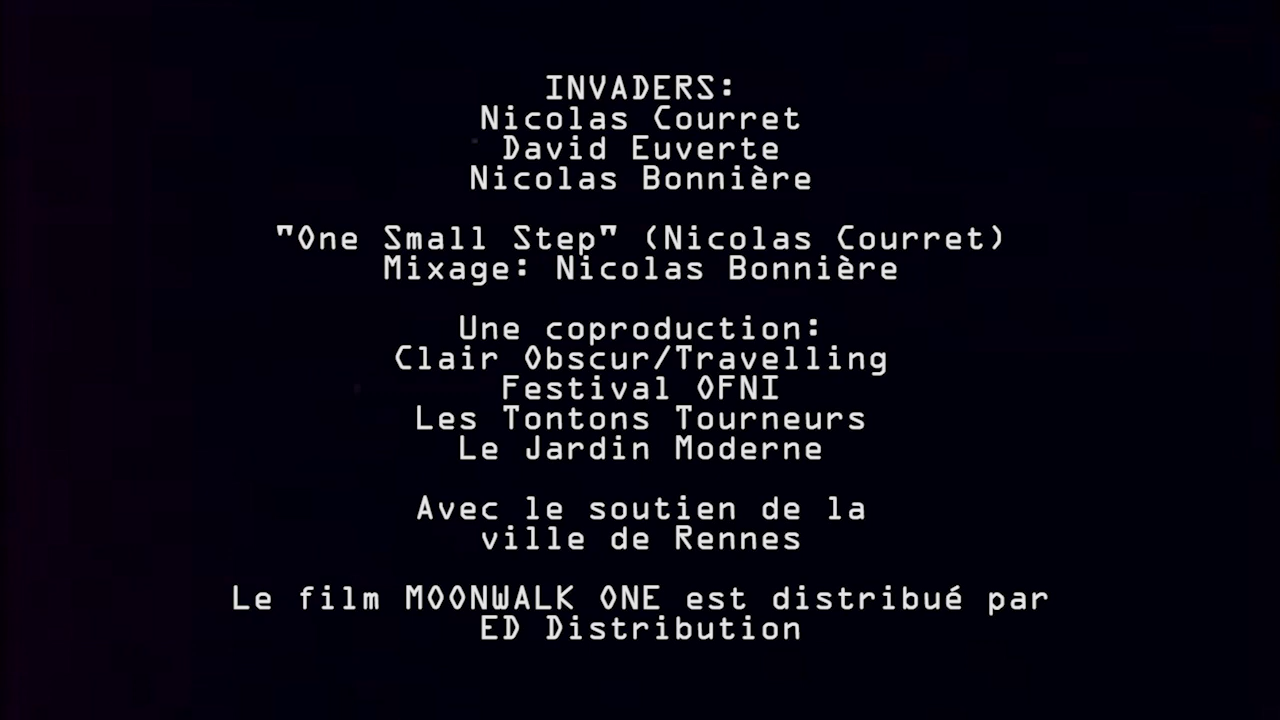 INVADERS:
Nicolas Courret
David Euverte
Nicolas Bonnière
"One Small Step" (Nicolas Courret)
Mixage: Nicolas Bonnière
Une coproduction:
Clair Obscur/Travelling
Festival OFNI
Les Tontons Tourneurs
Le Jardin Moderne
Avec le soutien de la
ville de Rennes
Le film MOONWALK ONE est distribué par
ED Distribution